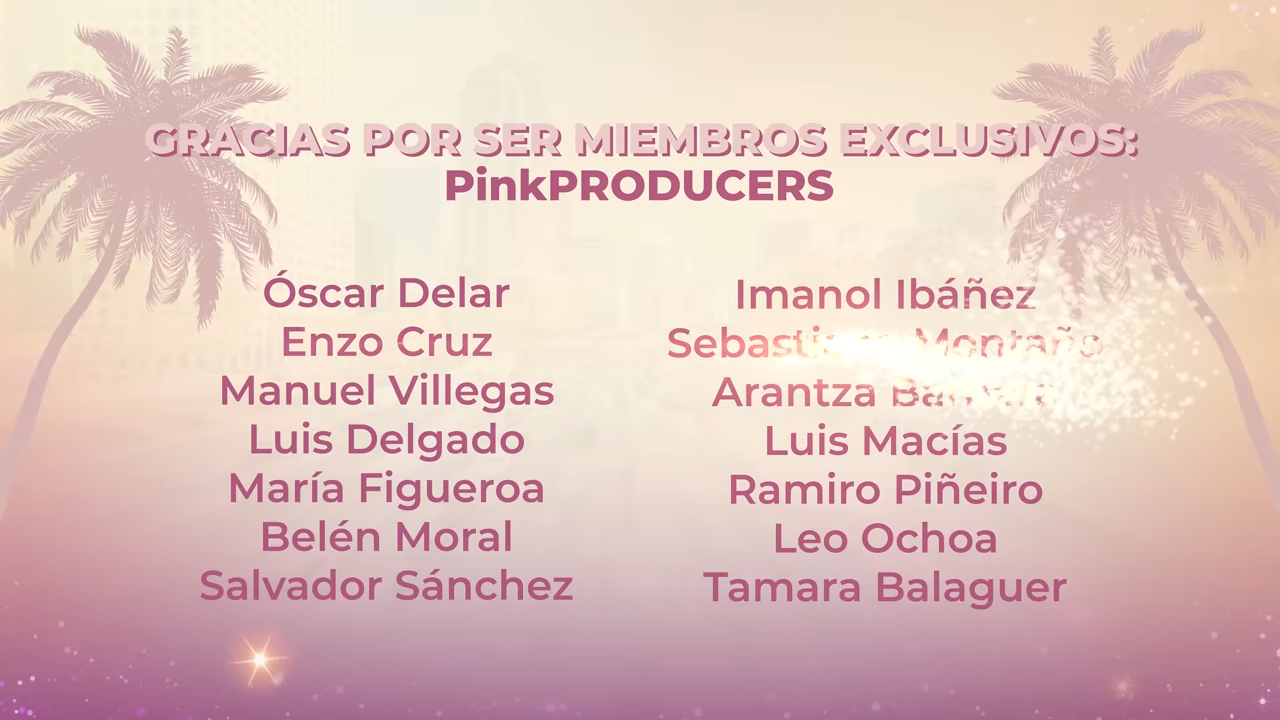 GRACIAS POR SER MIEMBROS EXCLUSIVOS:
PinkPRODUCERS
Óscar Delar
Enzo Cruz
Manuel Villegas
Luis Delgado
María Figueroa
Belén Moral
Salvador Sánchez
Imanol Ibáñez
Montaño
Arantza
Luis Macías
Ramiro Piñeiro
Leo Ochoa
Tamara Balaguer